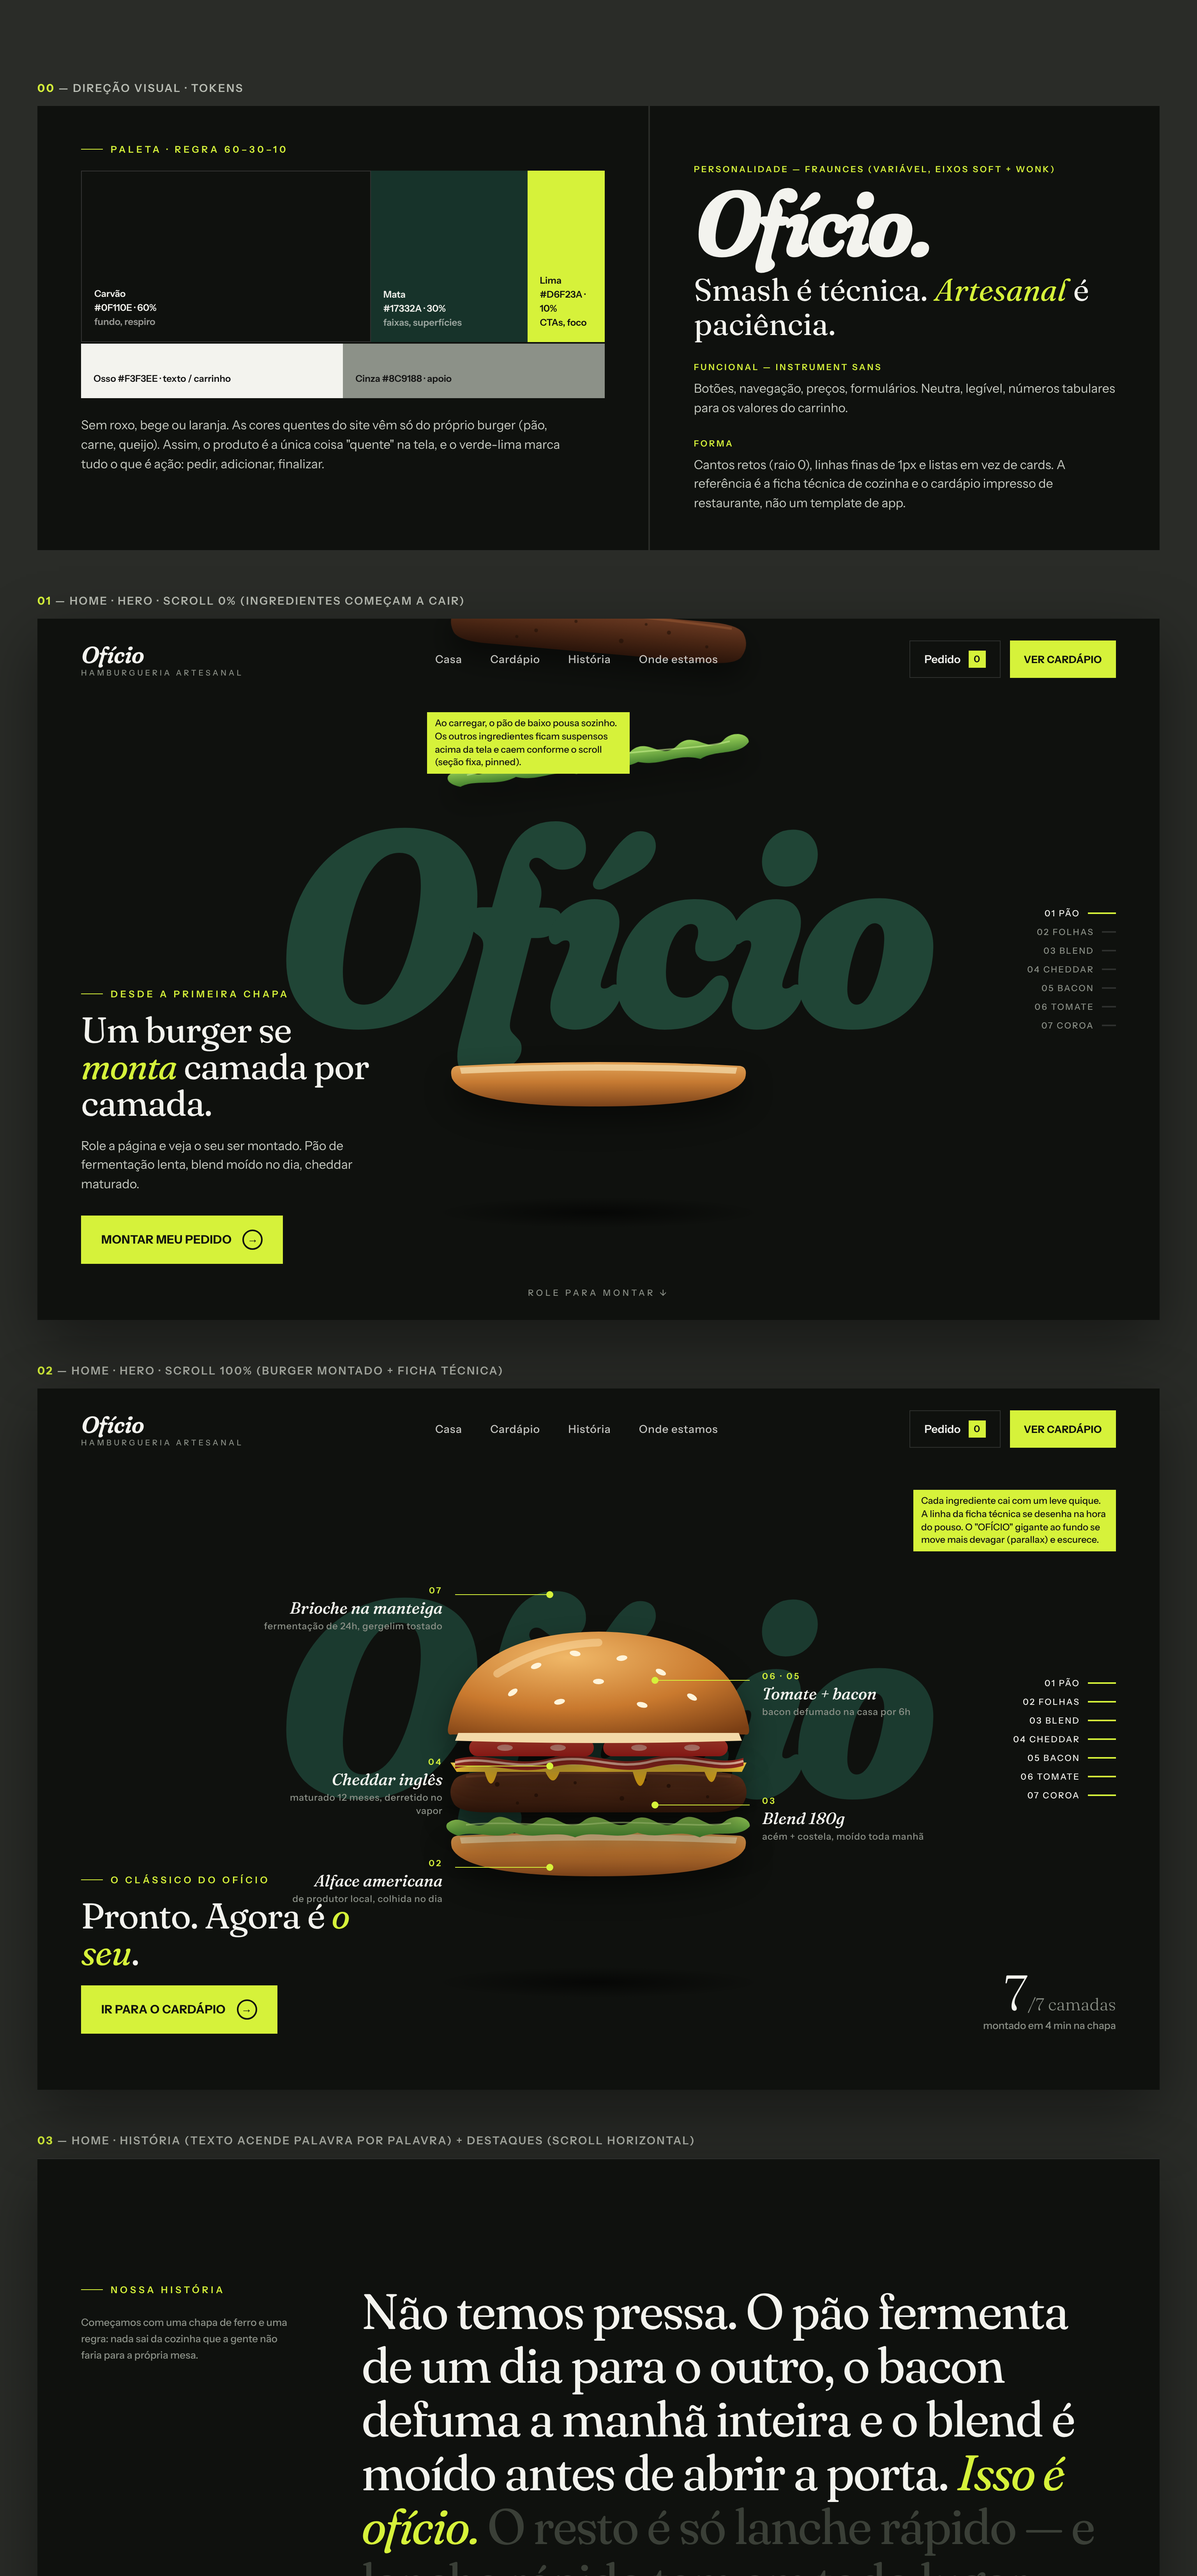 00 — DIREÇÃO VISUAL · TOKENS
PALETA · REGRA 60–30–10
Carvão
#0F110E · 60%
fundo, respiro
Mata
#17332A · 30%
faixas, superfícies
Lima
#D6F23A ·
10%
CTAs, foco
Osso #F3F3EE · texto / carrinho
Cinza #8C9188 · apoio
Sem roxo, bege ou laranja. As cores quentes do site vêm só do próprio burger (pão,
carne, queijo). Assim, o produto é a única coisa "quente" na tela, e o verde-lima marca
tudo o que é ação: pedir, adicionar, finalizar.
PERSONALIDADE — FRAUNCES (VARIÁVEL, EIXOS SOFT + WONK)
Ofício.
Smash é técnica. Artesanal é
paciência.
FUNCIONAL — INSTRUMENT SANS
Botões, navegação, preços, formulários. Neutra, legível, números tabulares
para os valores do carrinho.
FORMA
Cantos retos (raio 0), linhas finas de 1px e listas em vez de cards. A
referência é a ficha técnica de cozinha e o cardápio impresso de
restaurante, não um template de app.
01 — HOME · HERO · SCROLL 0% (INGREDIENTES COMEÇAM A CAIR)
Ofício
HAMBURGUERIA ARTESANAL
Casa Cardápio História Onde estamos
Pedido 0
VER CARDÁPIO
Ao carregar, o pão de baixo pousa sozinho.
Os outros ingredientes ficam suspensos
acima da tela e caem conforme o scroll
(seção fixa, pinned).
Ofício
01 PÃO
02 FOLHAS
03 BLEND
04 CHEDDAR
05 BACON
06 TOMATE
07 COROA
DESDE A PRIMEIRA CHAPA
Um burger se
monta camada por
camada.
Role a página e veja o seu ser montado. Pão de
fermentação lenta, blend moído no dia, cheddar
maturado.
MONTAR MEU PEDIDO →
ROLE PARA MONTAR ↓
02 — HOME · HERO · SCROLL 100% (BURGER MONTADO + FICHA TÉCNICA)
Ofício
HAMBURGUERIA ARTESANAL
Casa Cardápio História Onde estamos
Pedido 0
VER CARDÁPIO
Cada ingrediente cai com um leve quique.
A linha da ficha técnica se desenha na hora
do pouso. O "OFÍCIO" gigante ao fundo se
move mais devagar (parallax) e escurece.
Ofício
07
Brioche na manteiga
fermentação de 24h, gergelim tostado
06 · 05
Tomate + bacon
bacon defumado na casa por 6h
04
Cheddar inglês
maturado 12 meses, derretido no
vapor
03
Blend 180g
acém + costela, moído toda manhã
02
Alface americana
de produtor local, colhida no dia
01 PÃO
02 FOLHAS
03 BLEND
04 CHEDDAR
05 BACON
06 TOMATE
07 COROA
O CLÁSSICO DO OFÍCIO
Pronto. Agora é o
seu.
IR PARA O CARDÁPIO →
7/7 camadas
montado em 4 min na chapa
03 — HOME · HISTÓRIA (TEXTO ACENDE PALAVRA POR PALAVRA) + DESTAQUES (SCROLL HORIZONTAL)
NOSSA HISTÓRIA
Começamos com uma chapa de ferro e uma
regra: nada sai da cozinha que a gente não
faria para a própria mesa.
Não temos pressa. O pão fermenta
de um dia para o outro, o bacon
defuma a manhã inteira e o blend é
moído antes de abrir a porta. Isso é
ofício. O resto é só lanche rápido — e